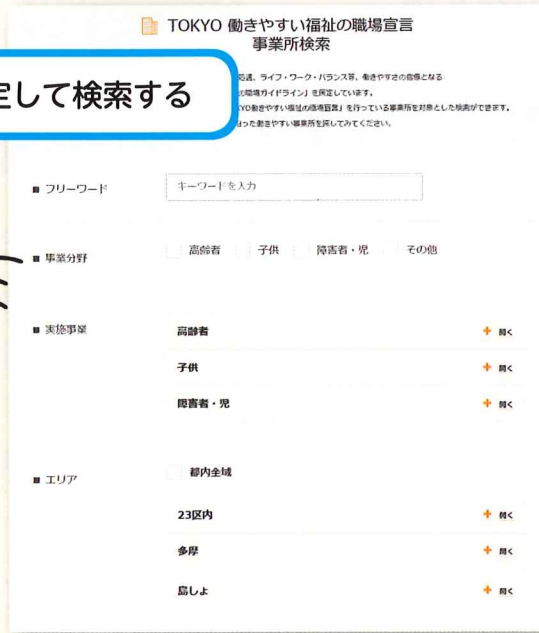 TOKYO 働きやすい福祉の職場宣言
事業所検索
定して検索する
処遇、ライフ・ワーク・バランス等、働きやすさの指標となる
の職場ガイドライン」を策定しています。
YO働きやすい福祉の職場宣言」を行っている事業所を対象とした検索ができます。
った働きやすい事業所を探してみてください。
■ フリーワード
キーワードを入力
■ 事業分野
高齢者 子供 障害者・児 その他
■ 実施事業
高齢者 + 開く
子供 + 開く
障害者・児 + 開く
■ エリア
都内全域
23区内 + 開く
多摩 + 開く
島しょ + 開く